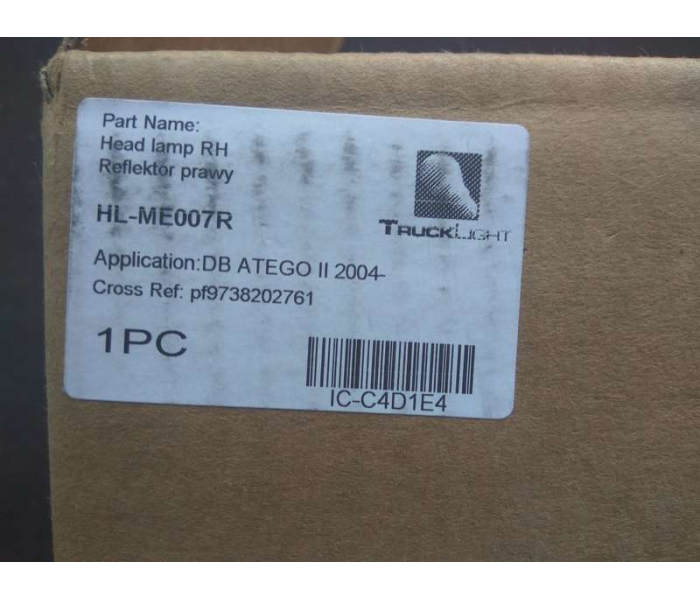 Part Name:
Head lamp RH
Reflektor prawy
HL-ME007R
TRUCKLIGHT
Application:DB ATEGO II 2004-
Cross Ref: pf9738202761
1PC
IC-C4D1E4